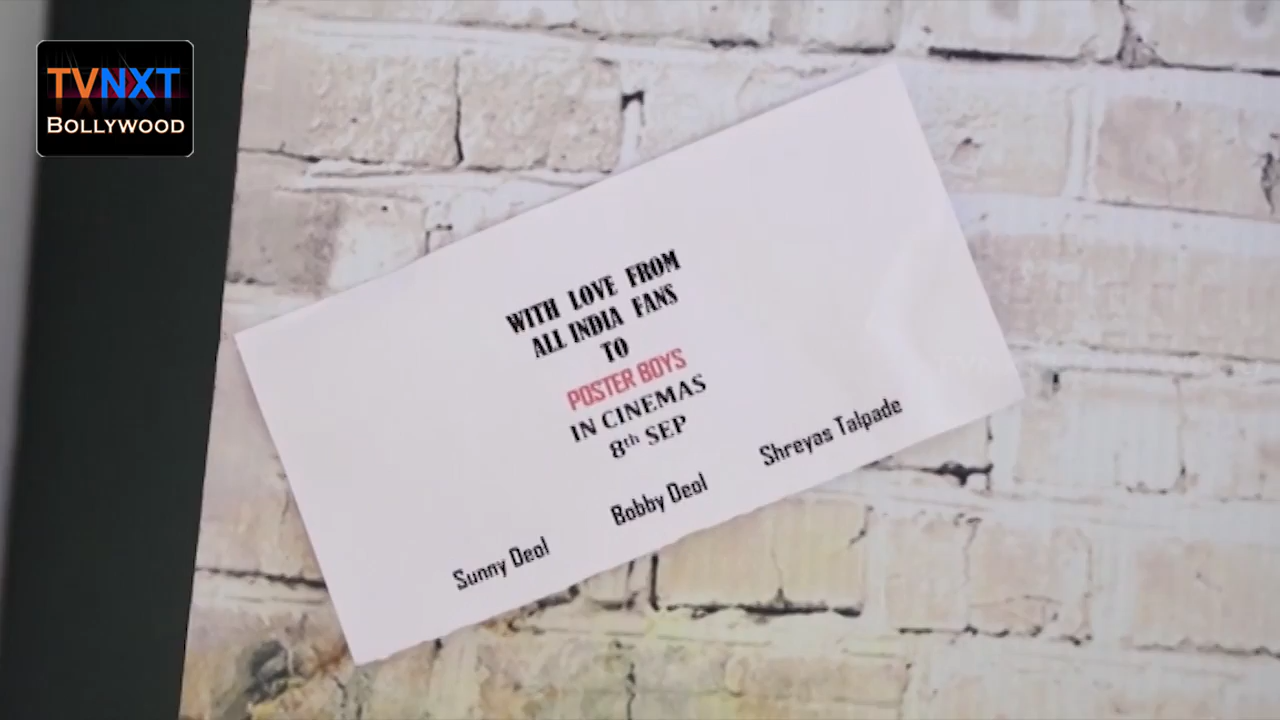 TVNXT
BOLLYWOOD
WITH LOVE FROM
ALL INDIA FANS
TO
POSTER BOYS
IN CINEMAS
8th SEP
Sunny Deol
Bobby Deol
Shreyas Talpade